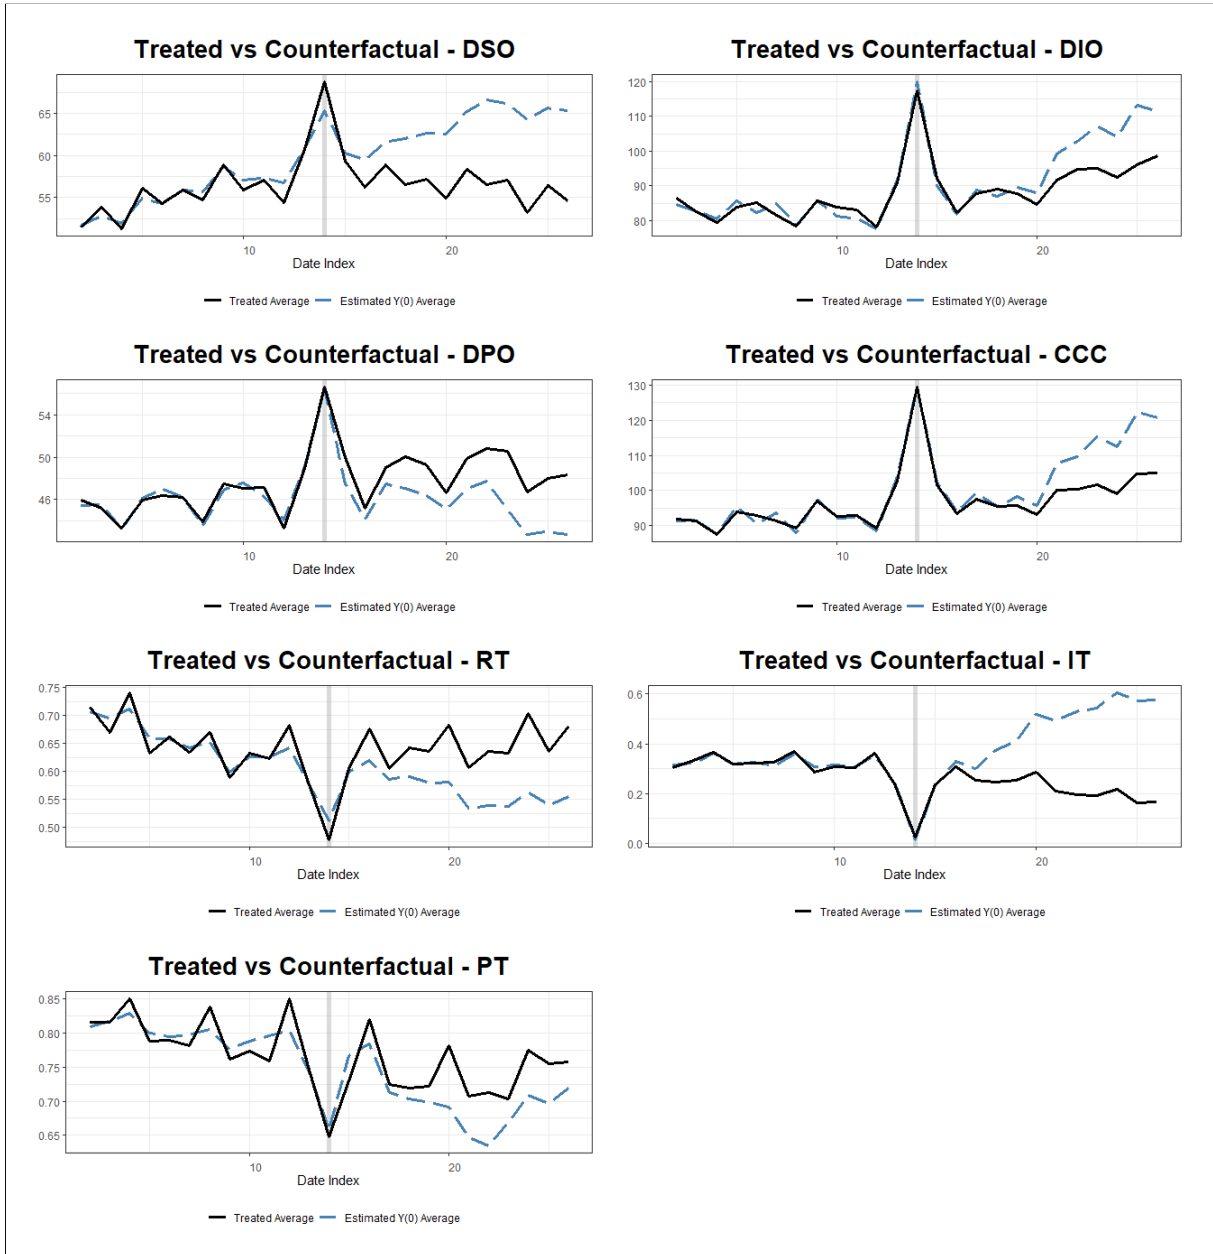 Treated vs Counterfactual - DSO
65
60
55
10
20
Date Index
Treated Average
Estimated Y(0) Average
Treated vs Counterfactual - DIO
120
110
100
90
80
10
20
Date Index
Treated Average
Estimated Y(0) Average
Treated vs Counterfactual - DPO
54
50
46
10
20
Date Index
Treated Average
Estimated Y(0) Average
Treated vs Counterfactual - CCC
130
120
110
100
90
10
20
Date Index
Treated Average
Estimated Y(0) Average
Treated vs Counterfactual - RT
0.75
0.70
0.65
0.60
0.55
0.50
10
20
Date Index
Treated Average
Estimated Y(0) Average
Treated vs Counterfactual - IT
0.6
0.4
0.2
0.0
10
20
Date Index
Treated Average
Estimated Y(0) Average
Treated vs Counterfactual - PT
0.85
0.80
0.75
0.70
0.65
10
20
Date Index
Treated Average
Estimated Y(0) Average